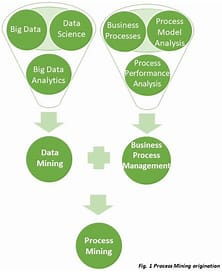 Big Data
Data
Science
Big Data
Analytics
Business
Processes
Process
Model
Analysis
Process
Performance
Analysis
Data
Mining
Business
Process
Management
Process
Mining
Fig. 1 Process Mining origination